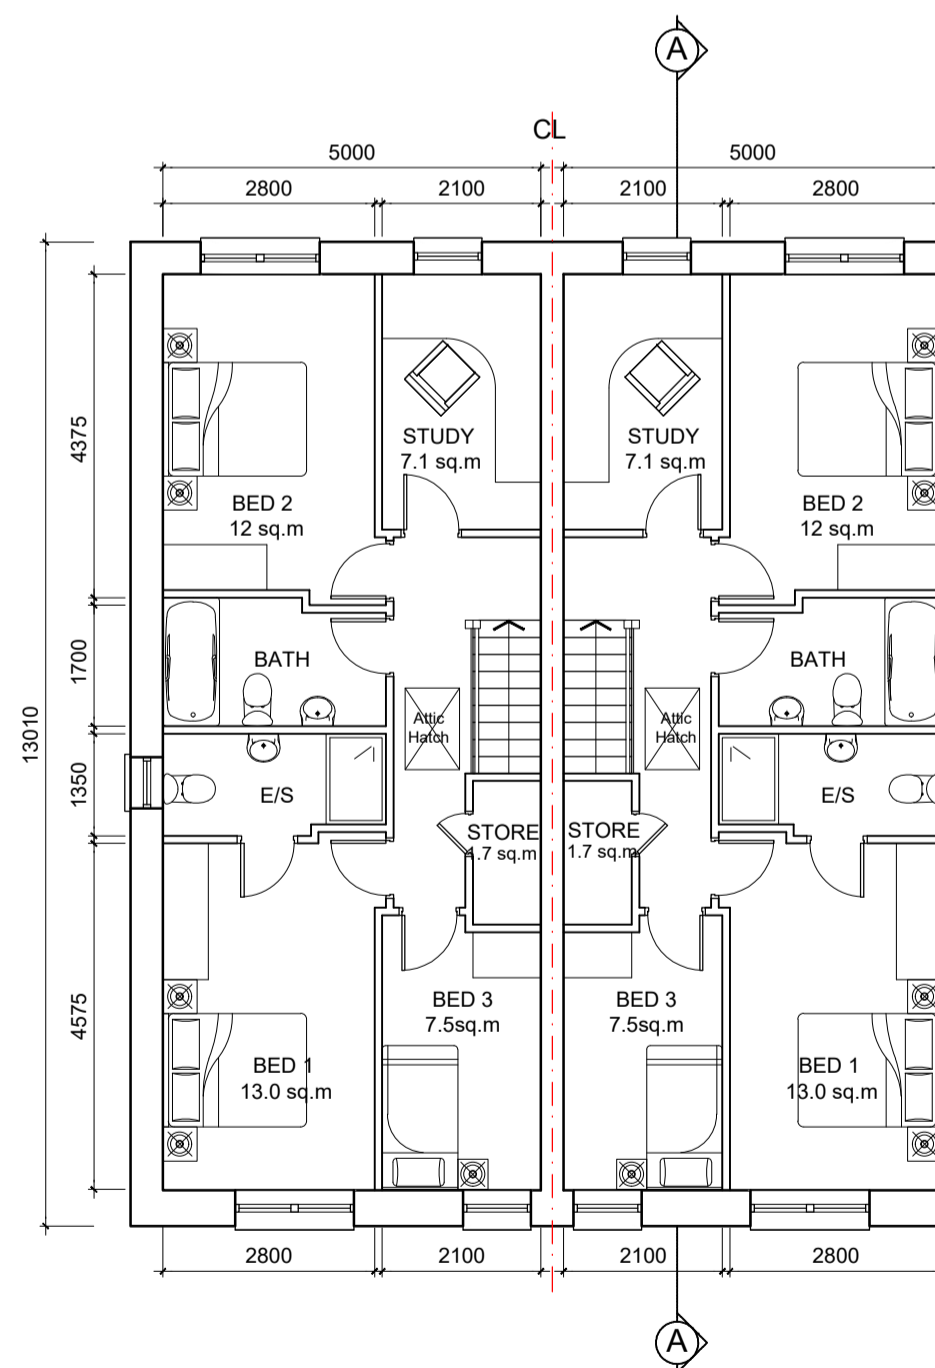 A
CL
5000 5000
2800 2100 2100 2800
STUDY STUDY
7.1 sq.m 7.1 sq.m
4375
BED 2 BED 2
12 sq.m 12 sq.m
1700
BATH BATH
13010
Attic Attic
Hatch Hatch
1350
E/S E/S
STORE STORE
1.7 sq.m 1.7 sq.m
4575
BED 3 BED 3
7.5sq.m 7.5sq.m
BED 1 BED 1
13.0 sq.m 13.0 sq.m
2800 2100 2100 2800
A